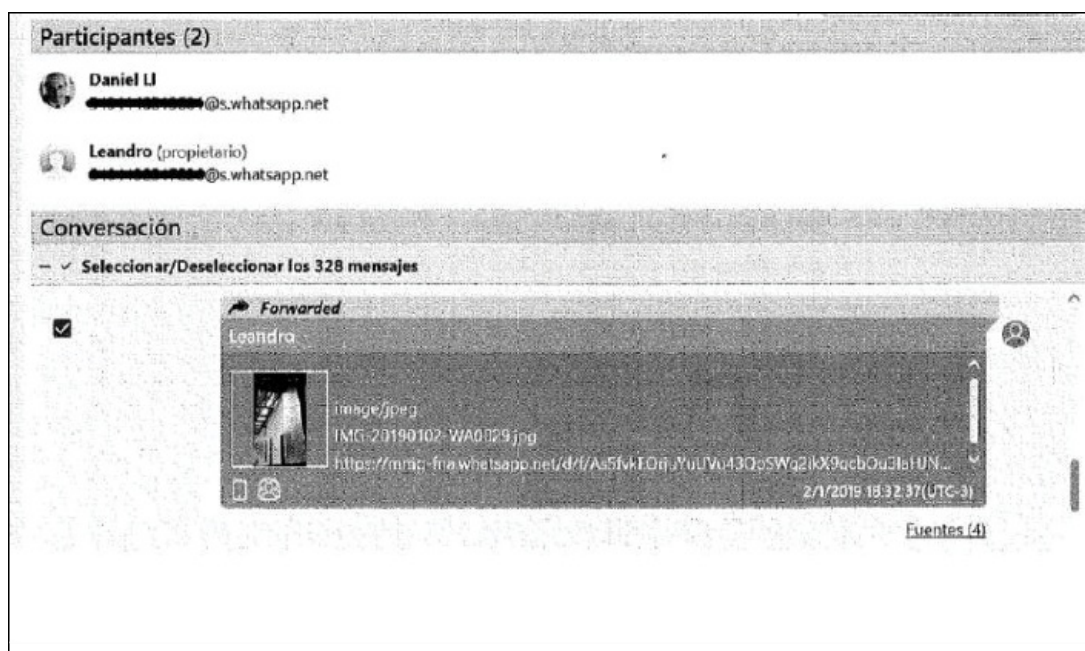 Participantes (2)
Daniel Ll
@s.whatsapp.net
Leandro (propietario)
@s.whatsapp.net
Conversación
Seleccionar/Deseleccionar los 328 mensajes
Forwarded
Leandro
image/jpeg
IMG-20190102-WA0029.jpg
2/1/2019 18:32:37(UTC-3)
Fuentes (4)